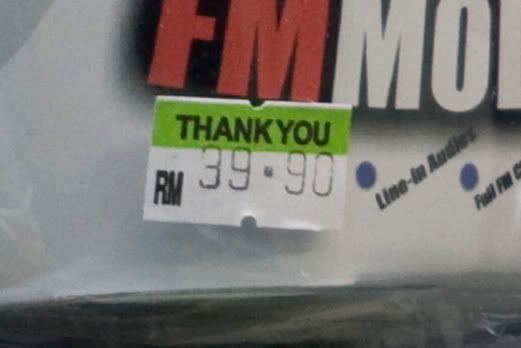 FM MO
THANK YOU
RM 39.90
Line-In Audio
Full FM